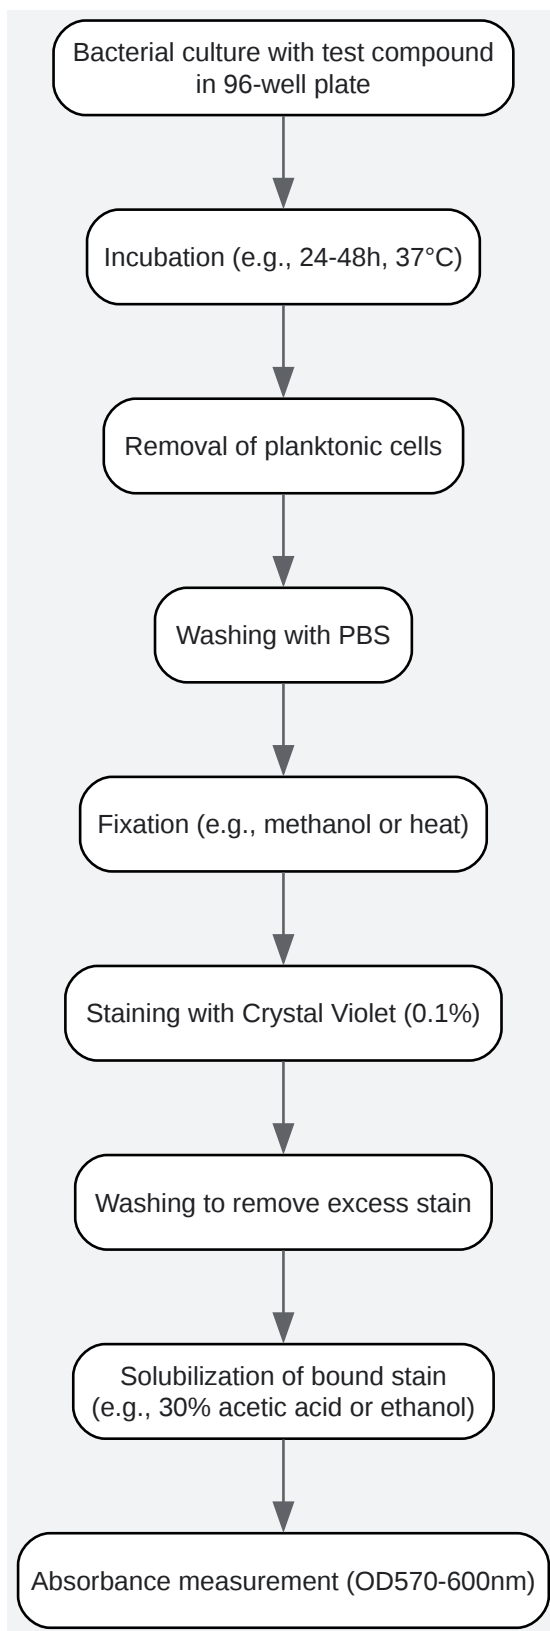 Bacterial culture with test compound
in 96-well plate
Incubation (e.g., 24-48h, 37°C)
Removal of planktonic cells
Washing with PBS
Fixation (e.g., methanol or heat)
Staining with Crystal Violet (0.1%)
Washing to remove excess stain
Solubilization of bound stain
(e.g., 30% acetic acid or ethanol)
Absorbance measurement (OD570-600nm)